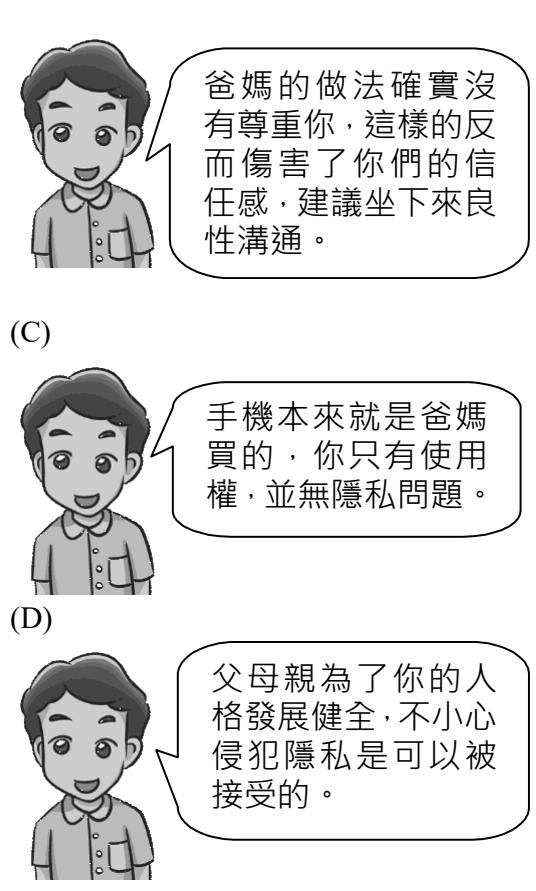 爸媽的做法確實沒
有尊重你，這樣的反
而傷害了你們的信
任感，建議坐下來良
性溝通。
(C)
手機本來就是爸媽
買的，你只有使用
權，並無隱私問題。
(D)
父母親為了你的人
格發展健全，不小心
侵犯隱私是可以被
接受的。